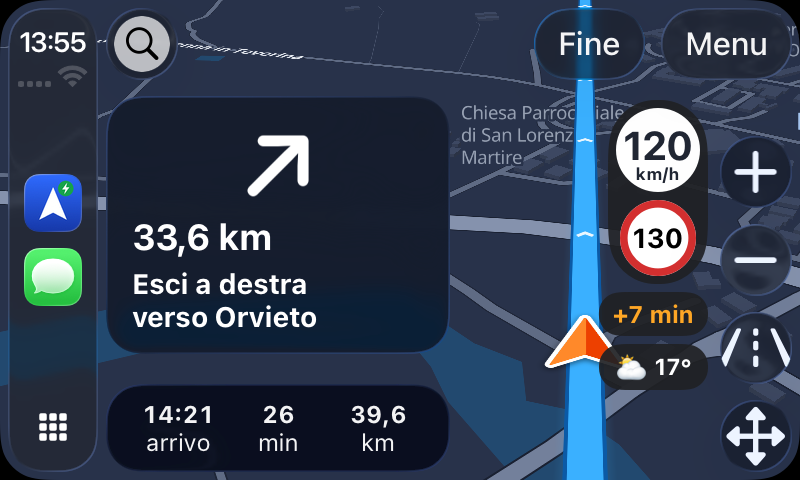 13:55
Fine
Menu
Chiesa Parrocchiale
di San Lorenzo
Martire
120
km/h
130
33,6 km
Esci a destra
verso Orvieto
+7 min
17°
14:21 26 39,6
arrivo min km